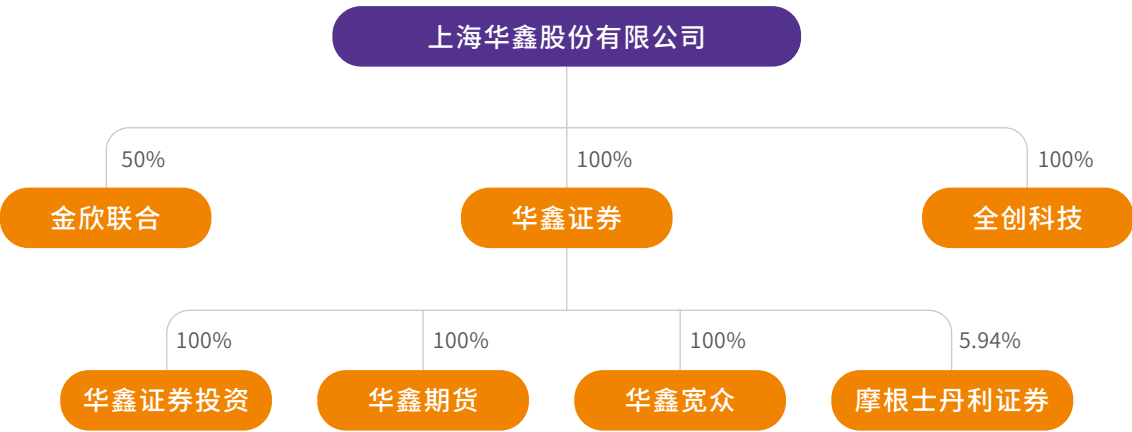 上海华鑫股份有限公司
50%
100%
100%
金欣联合
华鑫证券
全创科技
100%
100%
100%
5.94%
华鑫证券投资
华鑫期货
华鑫宽众
摩根士丹利证券